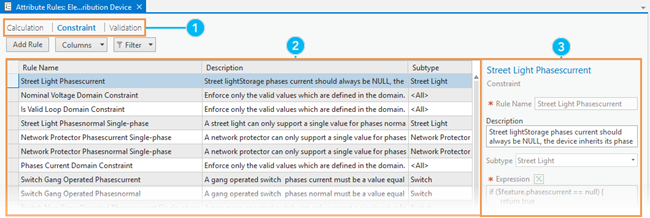 Attribute Rules: Ele...ribution Device
Calculation | Constraint | Validation
1
Add Rule Columns Filter
2
3
Rule Name Description Subtype
Street Light Phasescurrent Street lightStorage phases current should always be NULL, the Street Light
Nominal Voltage Domain Constraint Enforce only the valid values which are defined in the domain. <All>
Is Valid Loop Domain Constraint Enforce only the valid values which are defined in the domain. <All>
Street Light Phasesnormal Single-phase A street light can only support a single value for phases norma Street Light
Network Protector Phasescurrent Single-phase A network protector can only support a single value for phases Network Protector
Network Protector Phasesnormal Single-phase A network protector can only support a single value for phases Network Protector
Phases Current Domain Constraint Enforce only the valid values which are defined in the domain. <All>
Switch Gang Operated Phasescurrent A gang operated switch phases current must be a value equal Switch
Switch Gang Operated Phasesnormal A gang operated switch phases normal must be a value equal Switch
Street Light Phasescurrent
Constraint
* Rule Name Street Light Phasescurrent
Description
Street lightStorage phases current should
always be NULL, the device inherits its phase
Subtype Street Light
* Expression
if ($feature.phasescurrent == null) {
return true